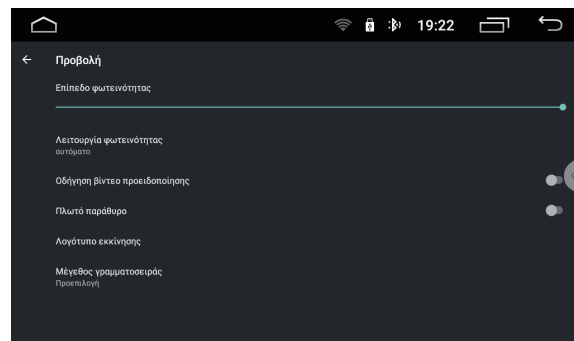 19:22
Προβολή
Επίπεδο φωτεινότητας
Λειτουργία φωτεινότητας
αυτόματο
Οδήγηση βίντεο προειδοποίησης
Πλωτό παράθυρο
Λογότυπο εκκίνησης
Μέγεθος γραμματοσειράς
Προεπιλογή